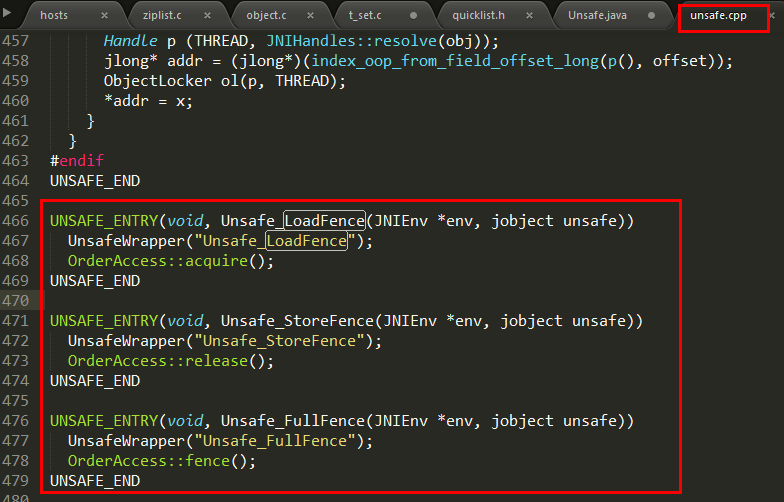 hosts × ziplist.c × object.c × t_set.c quicklist.h × Unsafe.java unsafe.cpp ×
457 Handle p (THREAD, JNIHandles::resolve(obj));
458 jlong* addr = (jlong*)(index_oop_from_field_offset_long(p(), offset));
459 ObjectLocker ol(p, THREAD);
460 *addr = x;
461 }
462 }
463 #endif
464 UNSAFE_END
465
466 UNSAFE_ENTRY(void, Unsafe_LoadFence(JNIEnv *env, jobject unsafe))
467 UnsafeWrapper("Unsafe_LoadFence");
468 OrderAccess::acquire();
469 UNSAFE_END
470
471 UNSAFE_ENTRY(void, Unsafe_StoreFence(JNIEnv *env, jobject unsafe))
472 UnsafeWrapper("Unsafe_StoreFence");
473 OrderAccess::release();
474 UNSAFE_END
475
476 UNSAFE_ENTRY(void, Unsafe_FullFence(JNIEnv *env, jobject unsafe))
477 UnsafeWrapper("Unsafe_FullFence");
478 OrderAccess::fence();
479 UNSAFE_END
480